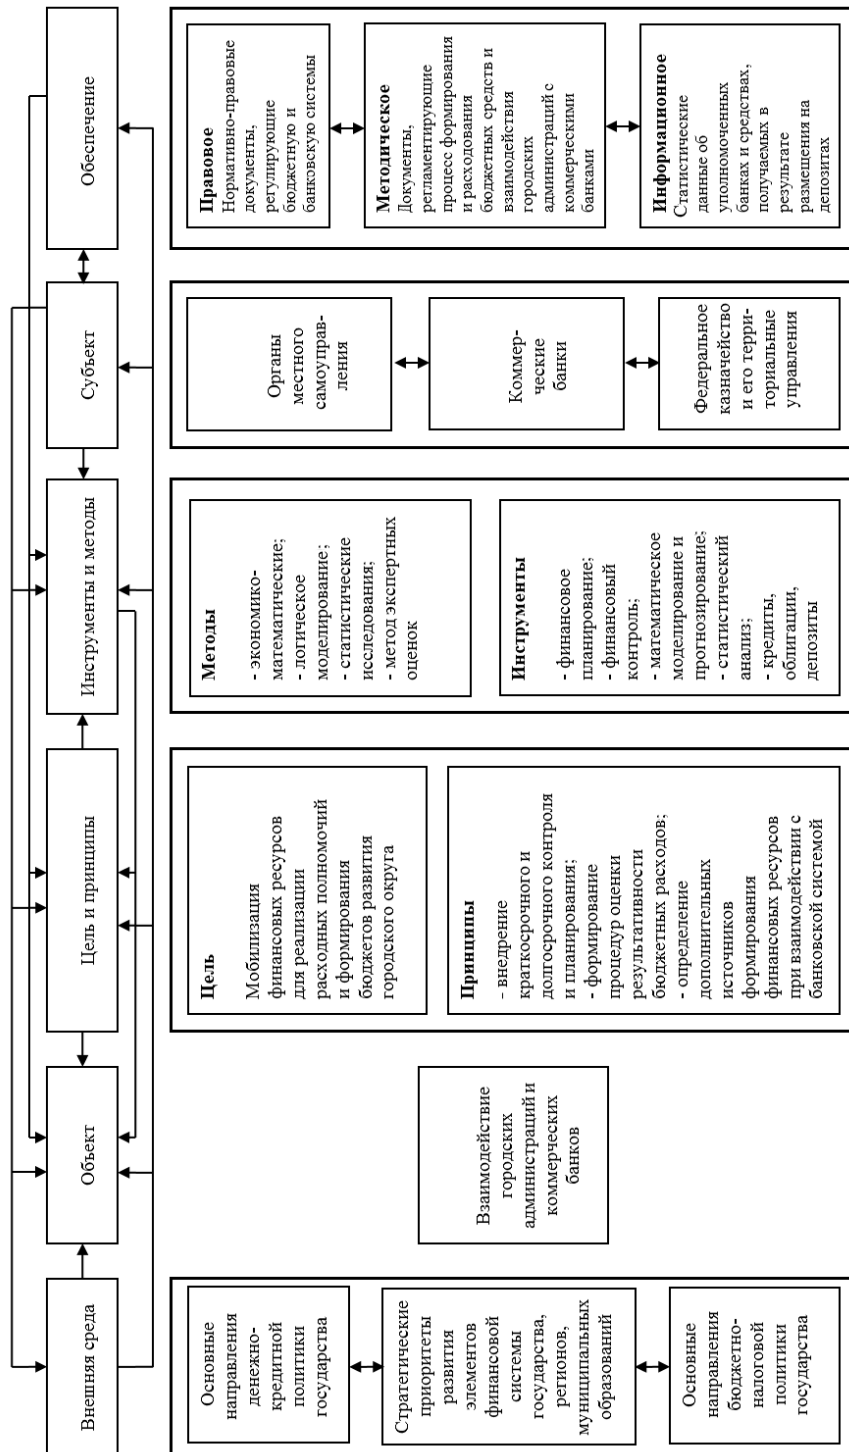 Внешняя среда
Объект
Цель и принципы
Инструменты и методы
Субъект
Обеспечение
Основные
направления
денежно-
кредитной
политики
государства
Стратегические
приоритеты
развития
элементов
финансовой
системы
государства,
регионов,
муниципальных
образований
Основные
направления
бюджетно-
налоговой
политики
государства
Взаимодействие
городских
администраций и
коммерческих
банков
Цель
Мобилизация
финансовых ресурсов
для реализации
расходных полномочий
и формирования
бюджетов развития
городского округа
Принципы
- внедрение
краткосрочного и
долгосрочного контроля
и планирования;
- формирование
процедур оценки
результативности
бюджетных расходов;
- определение
дополнительных
источников
формирования
финансовых ресурсов
при взаимодействии с
банковской системой
Методы
- экономико-
математические;
- логическое
моделирование;
- статистические
исследования;
- метод экспертных
оценок
Инструменты
- финансовое
планирование;
- финансовый
контроль;
- математическое
моделирование и
прогнозирование;
- статистический
анализ;
- кредиты,
облигации,
депозиты
Органы
местного
самоуправ-
ления
Коммер-
ческие
банки
Федеральное
казначейство
и его терри-
ториальные
управления
Правовое
Нормативно-правовые
документы,
регулирующие
бюджетную и
банковскую системы
Методическое
Документы,
регламентирующие
процесс формирования
и расходования
бюджетных средств и
взаимодействия
городских
администраций с
коммерческими
банками
Информационное
Статистические
данные об
уполномоченных
банках и средствах,
получаемых в
результате
размещения на
депозитах